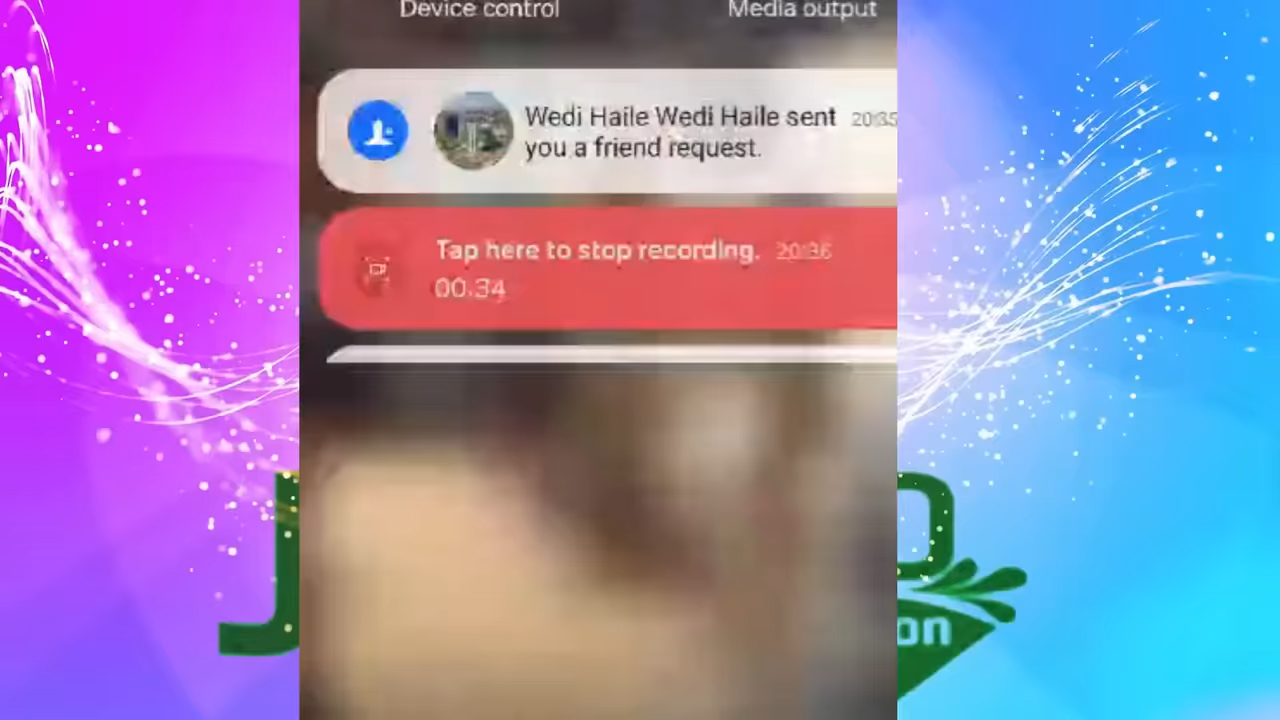 Device control
Media output
Wedi Haile Wedi Haile sent 20:35
you a friend request.
Tap here to stop recording. 20:36
00.34
J
O
on